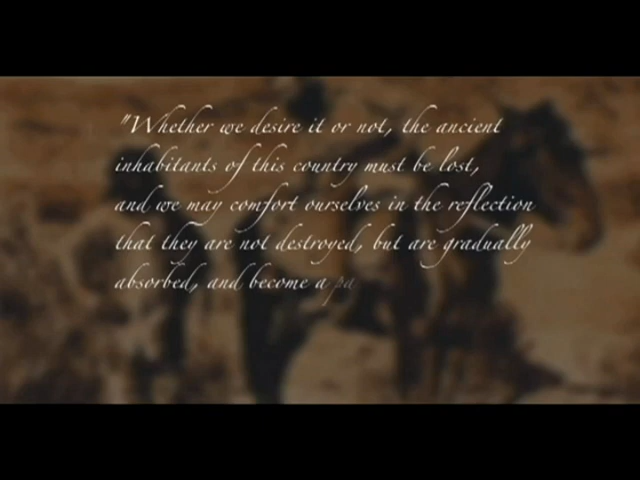 "Whether we desire it or not, the ancient
inhabitants of this country must be lost,
and we may comfort ourselves in the reflection
that they are not destroyed, but are gradually
absorbed, and become a pa